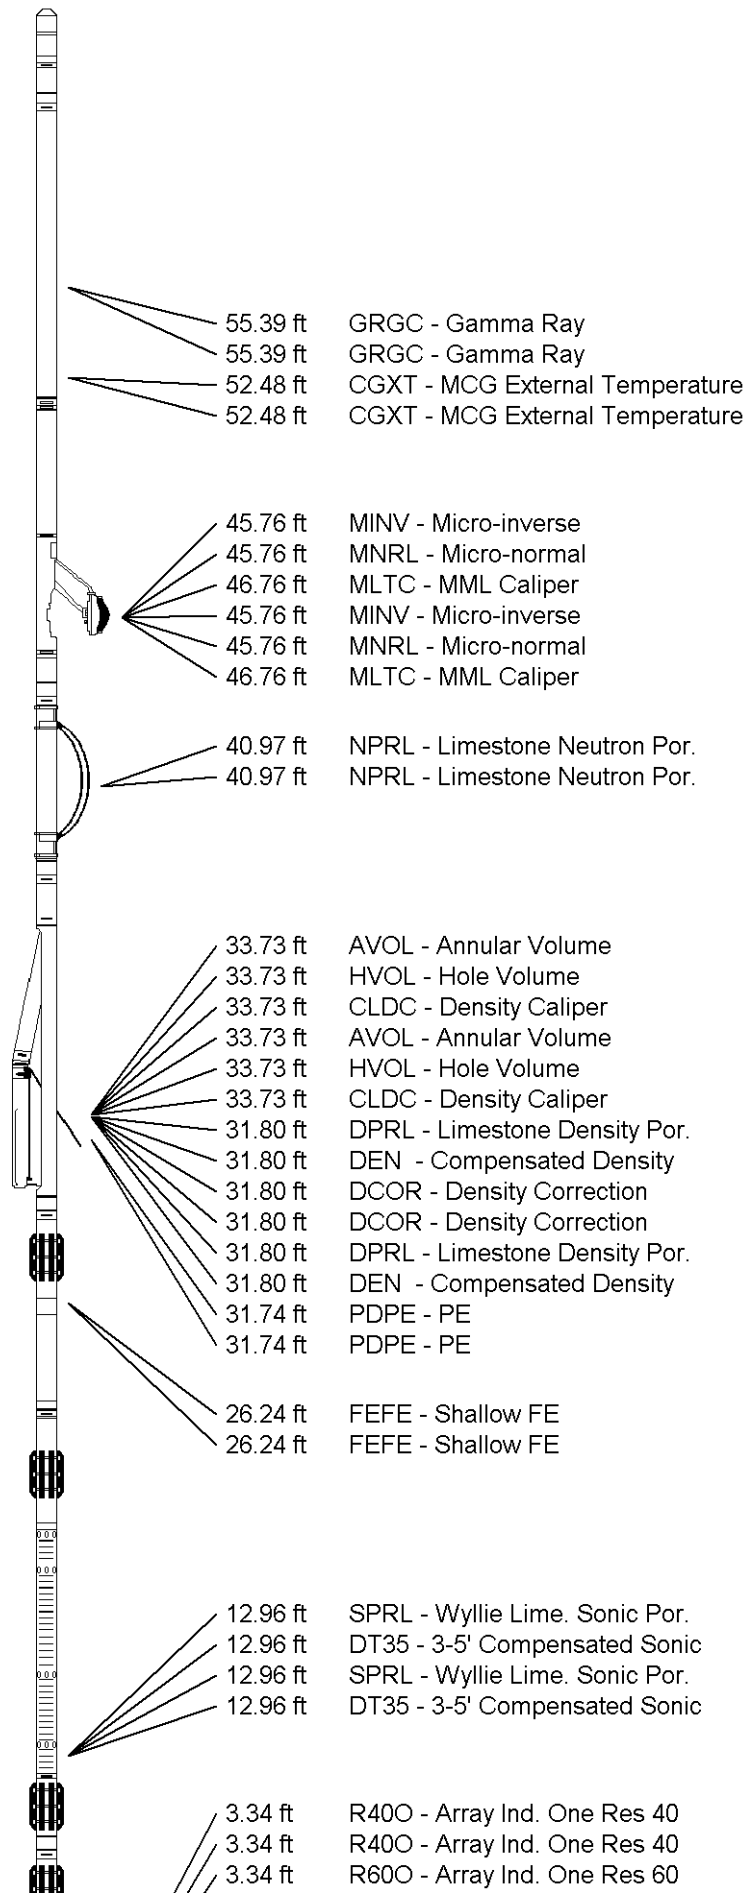 55.39 ft GRGC - Gamma Ray
55.39 ft GRGC - Gamma Ray
52.48 ft CGXT - MCG External Temperature
52.48 ft CGXT - MCG External Temperature
45.76 ft MINV - Micro-inverse
45.76 ft MNRL - Micro-normal
46.76 ft MLTC - MML Caliper
45.76 ft MINV - Micro-inverse
45.76 ft MNRL - Micro-normal
46.76 ft MLTC - MML Caliper
40.97 ft NPRL - Limestone Neutron Por.
40.97 ft NPRL - Limestone Neutron Por.
33.73 ft AVOL - Annular Volume
33.73 ft HVOL - Hole Volume
33.73 ft CLDC - Density Caliper
33.73 ft AVOL - Annular Volume
33.73 ft HVOL - Hole Volume
33.73 ft CLDC - Density Caliper
31.80 ft DPRL - Limestone Density Por.
31.80 ft DEN - Compensated Density
31.80 ft DCOR - Density Correction
31.80 ft DCOR - Density Correction
31.80 ft DPRL - Limestone Density Por.
31.80 ft DEN - Compensated Density
31.74 ft PDPE - PE
31.74 ft PDPE - PE
26.24 ft FEFE - Shallow FE
26.24 ft FEFE - Shallow FE
12.96 ft SPRL - Wyllie Lime. Sonic Por.
12.96 ft DT35 - 3-5' Compensated Sonic
12.96 ft SPRL - Wyllie Lime. Sonic Por.
12.96 ft DT35 - 3-5' Compensated Sonic
3.34 ft R40O - Array Ind. One Res 40
3.34 ft R40O - Array Ind. One Res 40
3.34 ft R60O - Array Ind. One Res 60